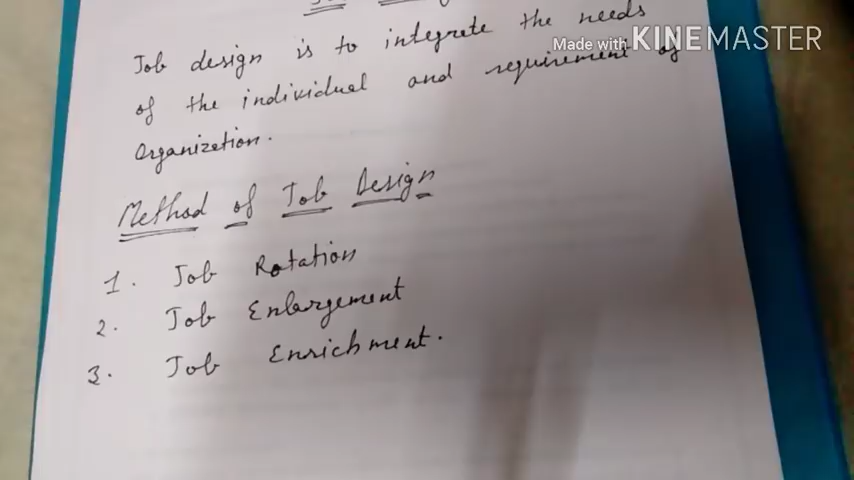 Job design is to integrate the needs
of the individual and requirement of
Organization.
Method of Job Design
1. Job Rotation
2. Job Enlargement
3. Job Enrichment.
Made with KINEMASTER